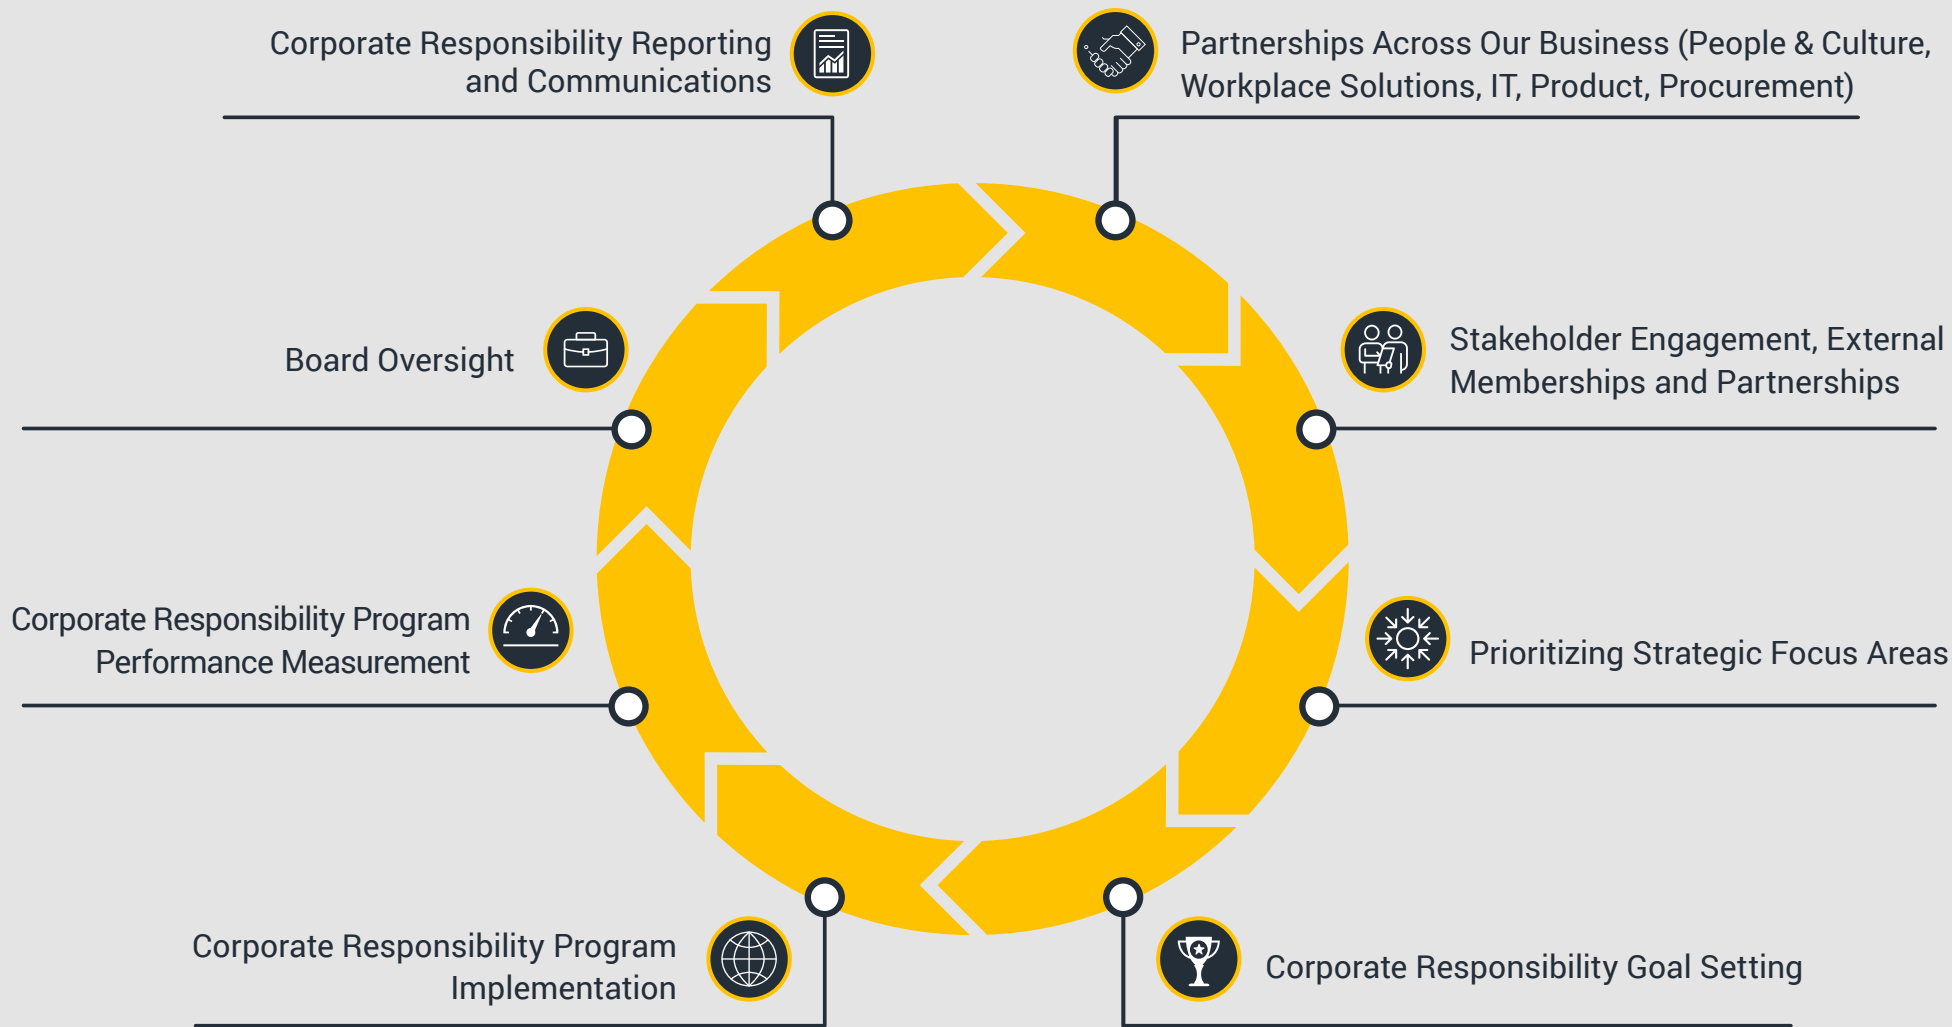 Corporate Responsibility Reporting
and Communications
Partnerships Across Our Business (People & Culture,
Workplace Solutions, IT, Product, Procurement)
Board Oversight
Stakeholder Engagement, External
Memberships and Partnerships
Corporate Responsibility Program
Performance Measurement
Prioritizing Strategic Focus Areas
Corporate Responsibility Program
Implementation
Corporate Responsibility Goal Setting